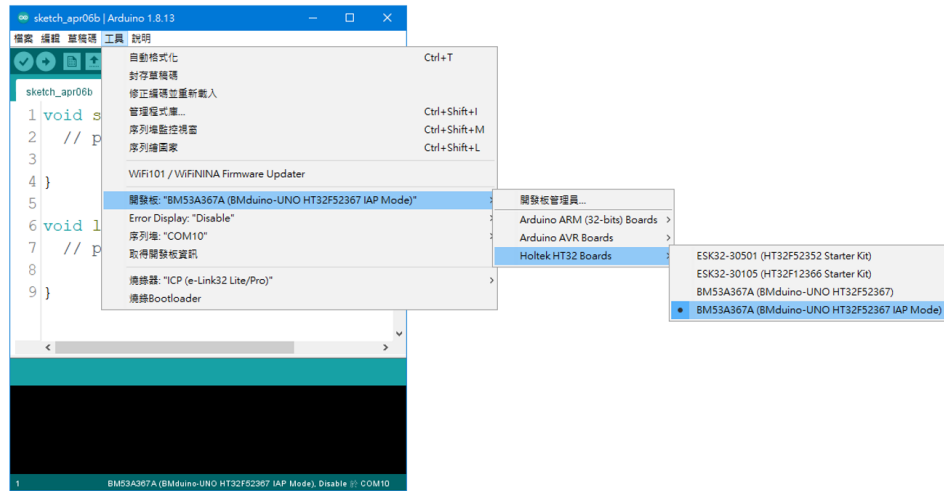 sketch_apr06b | Arduino 1.8.13
檔案 編輯 草稿碼 工具 說明
sketch_apr06b
1 void s
2 // p
3
4 }
5
6 void l
7 // p
8
9 }
自動格式化 Ctrl+T
封存草稿碼
修正編碼並重新載入
管理程式庫... Ctrl+Shift+I
序列埠監控視窗 Ctrl+Shift+M
序列繪圖家 Ctrl+Shift+L
WiFi101 / WiFiNINA Firmware Updater
開發板: "BM53A367A (BMduino-UNO HT32F52367 IAP Mode)"
Error Display: "Disable"
序列埠: "COM10"
取得開發板資訊
燒錄器: "ICP (e-Link32 Lite/Pro)"
燒錄Bootloader
開發板管理員...
Arduino ARM (32-bits) Boards
Arduino AVR Boards
Holtek HT32 Boards
ESK32-30501 (HT32F52352 Starter Kit)
ESK32-30105 (HT32F12366 Starter Kit)
BM53A367A (BMduino-UNO HT32F52367)
BM53A367A (BMduino-UNO HT32F52367 IAP Mode)
1 BM53A367A (BMduino-UNO HT32F52367 IAP Mode), Disable 於 COM10